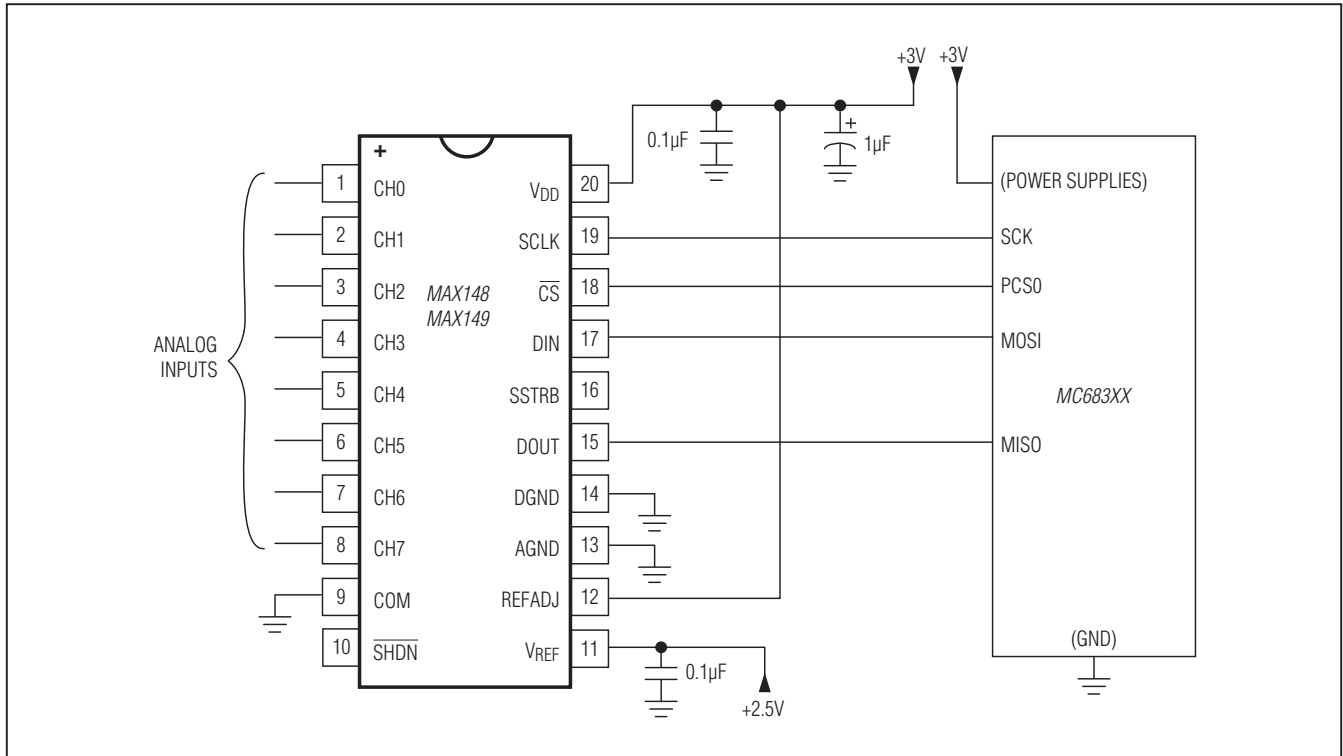 +3V +3V
0.1µF
1µF
+
+
1 CH0 VDD 20
2 CH1 SCLK 19
3 CH2 MAX148 CS 18
MAX149
4 CH3 DIN 17
5 CH4 SSTRB 16
6 CH5 DOUT 15
7 CH6 DGND 14
8 CH7 AGND 13
9 COM REFADJ 12
10 SHDN VREF 11
ANALOG
INPUTS
0.1µF
+2.5V
(POWER SUPPLIES)
SCK
PCS0
MOSI
MC683XX
MISO
(GND)